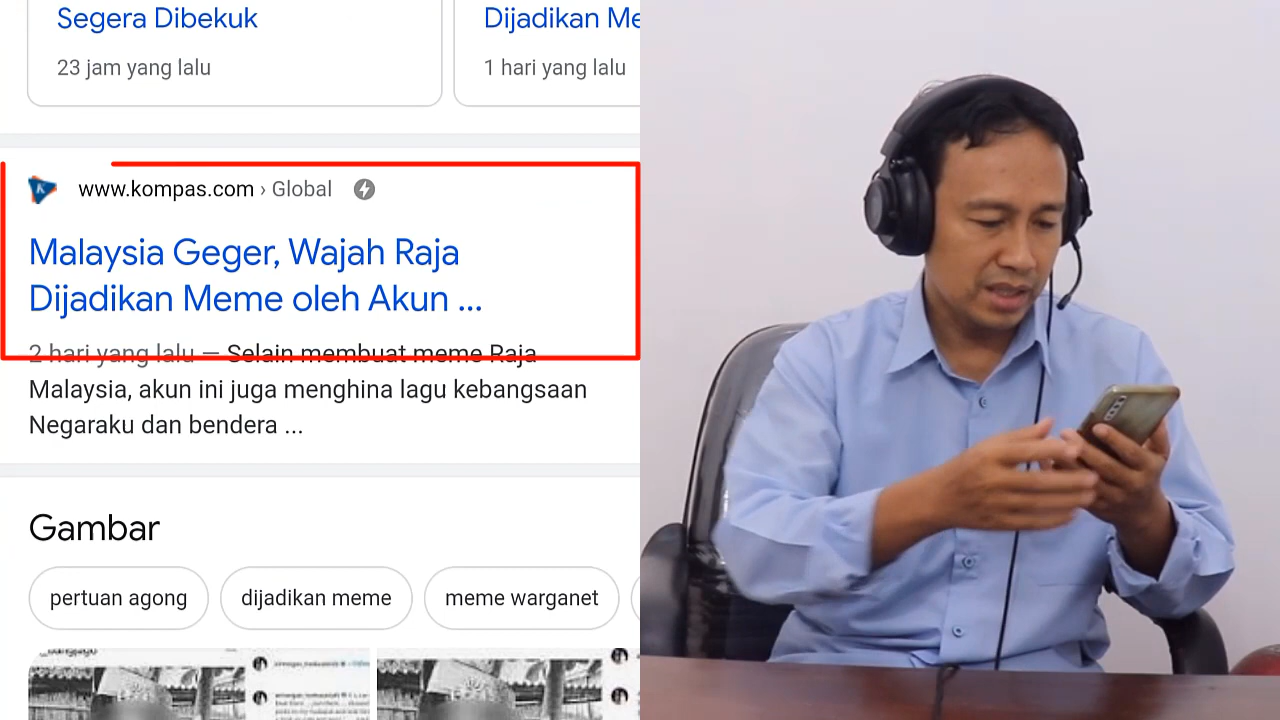 Segera Dibekuk
Dijadikan Me
23 jam yang lalu
1 hari yang lalu
www.kompas.com › Global
Malaysia Geger, Wajah Raja
Dijadikan Meme oleh Akun ...
2 hari yang lalu — Selain membuat meme Raja
Malaysia, akun ini juga menghina lagu kebangsaan
Negaraku dan bendera ...
Gambar
pertuan agong
dijadikan meme
meme warganet